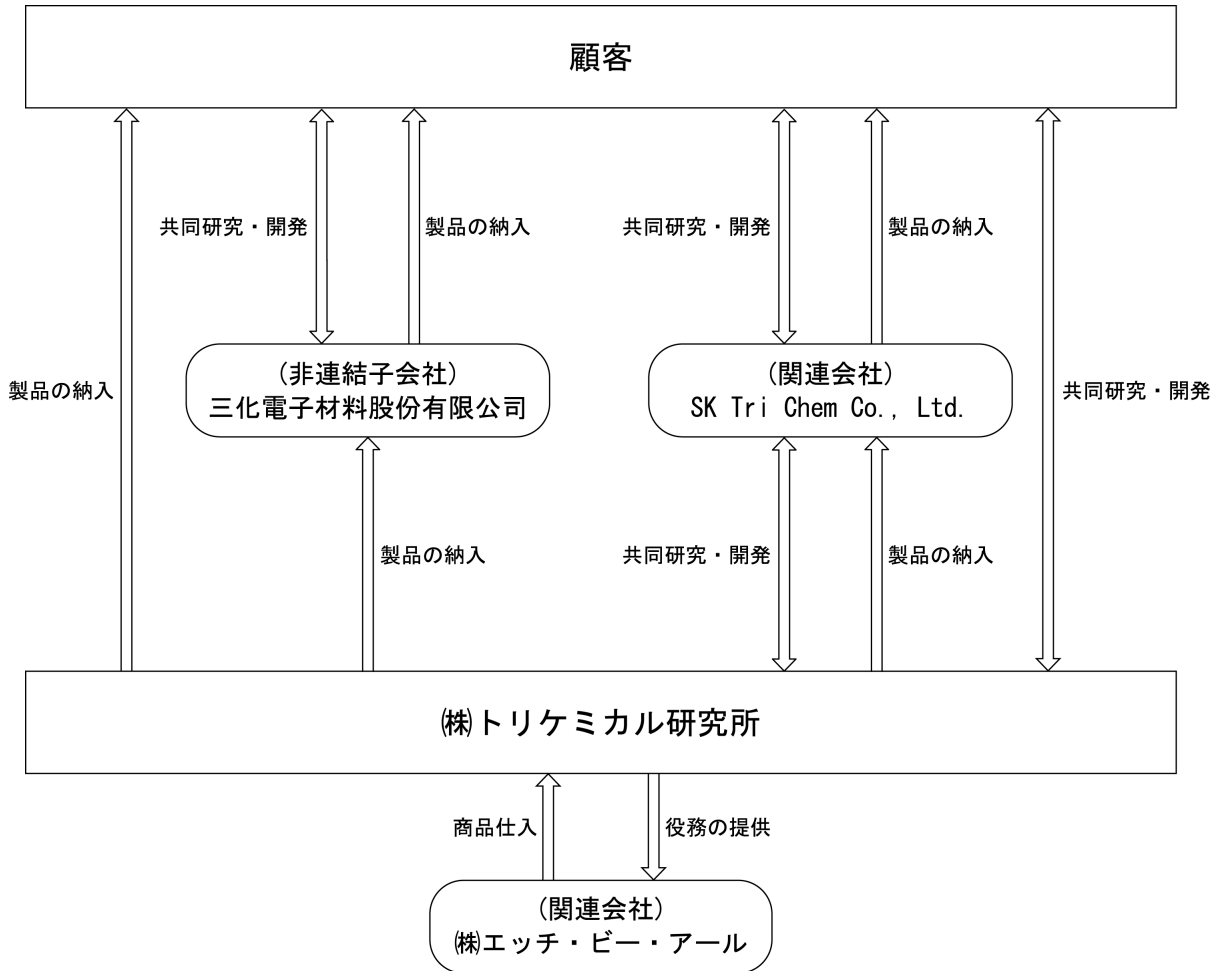 顧客
共同研究・開発
製品の納入
共同研究・開発
製品の納入
製品の納入
共同研究・開発
(非連結子会社)
三化電子材料股份有限公司
(関連会社)
SK Tri Chem Co., Ltd.
製品の納入
共同研究・開発
製品の納入
㈱トリケミカル研究所
商品仕入
役務の提供
(関連会社)
㈱エッチ・ビー・アール